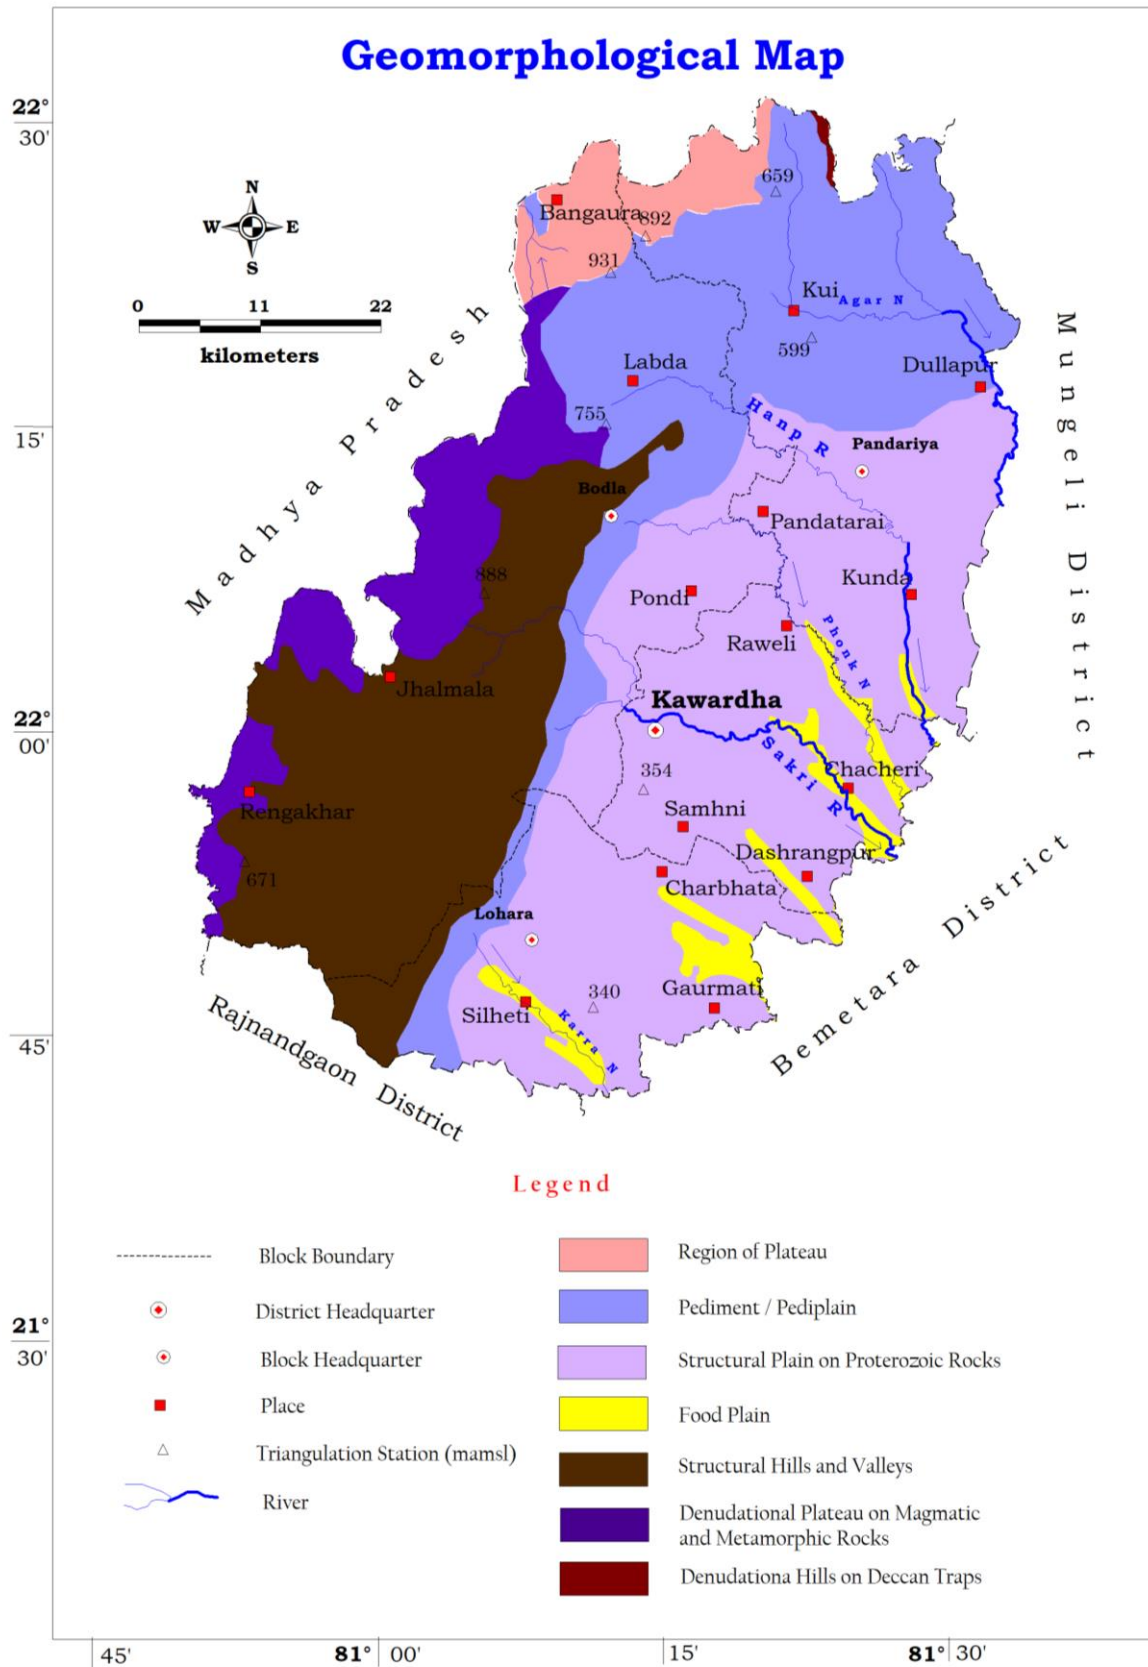 Geomorphological Map
22°
30'
N
W E
S
0 11 22
kilometers
659
Bangaura
892
931
Kui
Agar N
599
Labda
Dullapur
755
Hanp R
Pandariya
15'
Bodla
Pandatarai
888
Kunda
Pondi
Phonk N
Raweli
Jhalmala
Kawardha
22°
00'
Sakri R
354
Chacheri
Rengakhar
Samhni
671
Dashrangpur
Charbhata
Lohara
340
Gaurmati
Silheti
Karra N
45'
Madhya Pradesh
Mungeli District
Bemetara District
Rajnandgaon District
Legend
Block Boundary
District Headquarter
Block Headquarter
Place
Triangulation Station (mamsl)
River
Region of Plateau
Pediment / Pediplain
Structural Plain on Proterozoic Rocks
Food Plain
Structural Hills and Valleys
Denudational Plateau on Magmatic
and Metamorphic Rocks
Denudationa Hills on Deccan Traps
21°
30'
45' 81° 00' 15' 81° 30'